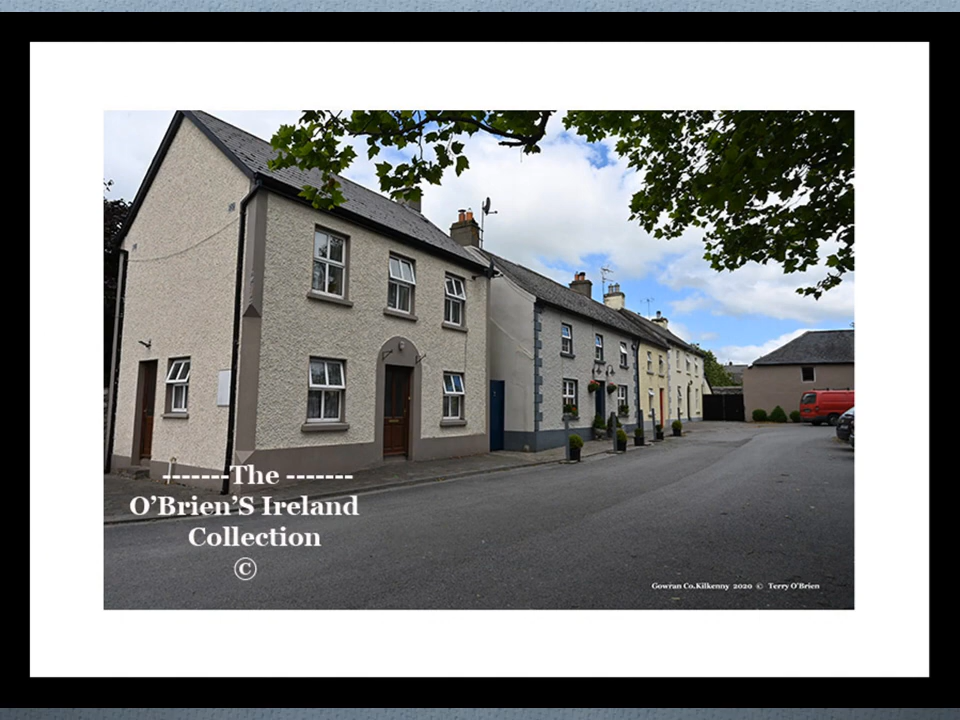 -------The -------
O’Brien’S Ireland
Collection
©
Gowran Co.Kilkenny 2020 © Terry O'Brien